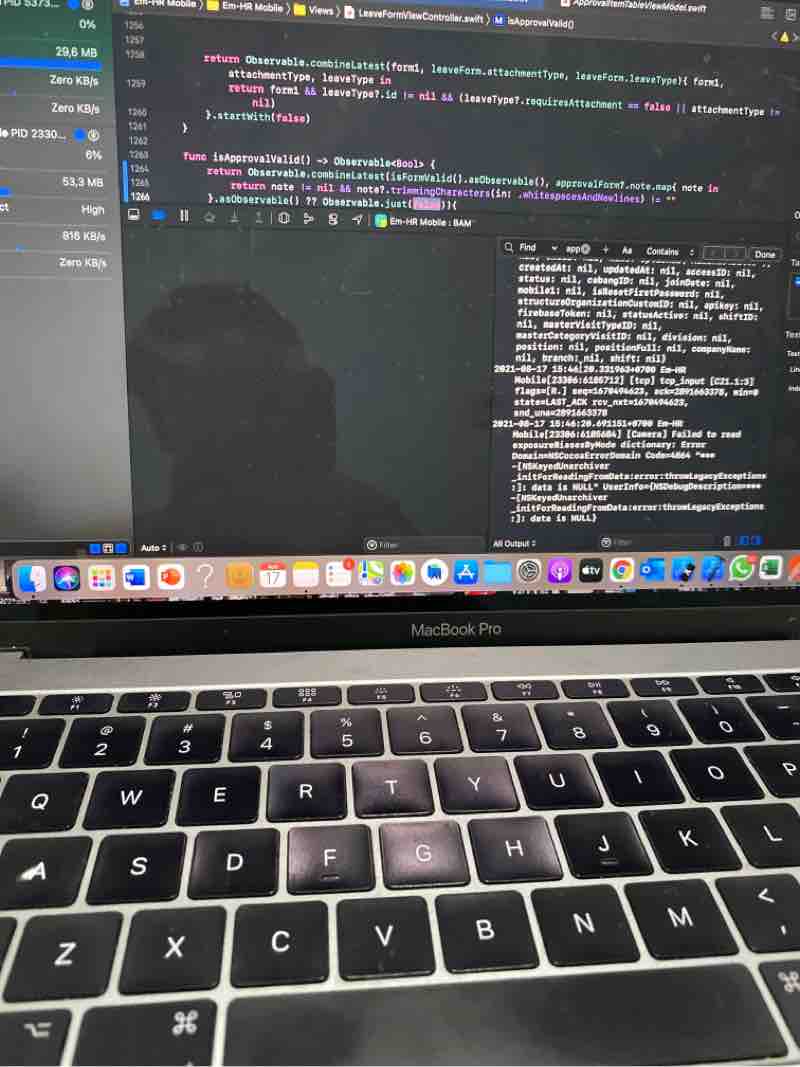 Em-HR Mobile
Em-HR Mobile
Views
LeaveFormViewController.swift
isApprovalValid()
ApprovalItemTableViewModel.swift
0%
29,6 MB
Zero KB/s
Zero KB/s
PID 2330...
6%
53,3 MB
High
816 KB/s
Zero KB/s
1256
1257
1258
return Observable.combineLatest(form1, leaveForm.attachmentType, leaveForm.leaveType){ form1,
attachmentType, leaveType in
1259
return form1 && leaveType?.id != nil && (leaveType?.requiresAttachment == false || attachmentType !=
nil)
1260
}.startWith(false)
1261
}
1262
1263
func isApprovalValid() -> Observable<Bool> {
1264
return Observable.combineLatest(isFormValid().asObservable(), approvalForm?.note.map{ note in
1265
return note != nil && note?.trimmingCharacters(in: .whitespacesAndNewlines) != ""
1266
}.asObservable() ?? Observable.just(false)){
Em-HR Mobile : BAM
Find
app
+
Aa
Contains
Done
createdAt: nil, updatedAt: nil, accessID: nil,
status: nil, cabangID: nil, joinDate: nil,
mobile1: nil, isResetFirstPassword: nil,
structureOrganizationCustomID: nil, apikey: nil,
firebaseToken: nil, statusActive: nil, shiftID:
nil, masterVisitTypeID: nil,
masterCategoryVisitID: nil, division: nil,
position: nil, positionFull: nil, companyName:
nil, branch: nil, shift: nil)
2021-08-17 15:46:20.331963+0700 Em-HR
Mobile[23306:6185712] [tcp] tcp_input [C21.1:3]
flags=[R.] seq=1670494623, ack=2891663378, win=0
state=LAST_ACK rcv_nxt=1670494623,
snd_una=2891663378
2021-08-17 15:46:20.691151+0700 Em-HR
Mobile[23306:6185684] [Camera] Failed to read
exposureBiasesByMode dictionary: Error
Domain=NSCocoaErrorDomain Code=4864 "***
-[NSKeyedUnarchiver
_initForReadingFromData:error:throwLegacyExceptions
:]: data is NULL" UserInfo={NSDebugDescription=***
-[NSKeyedUnarchiver
_initForReadingFromData:error:throwLegacyExceptions
:]: data is NULL}
Auto
Filter
All Output
Filter
17
tv
MacBook Pro
F1 F2 F3 F4 F5 F6 F7 F8 F9 F10
! @ # $ % ^ & * ( )
1 2 3 4 5 6 7 8 9 0
Q W E R T Y U I O P
A S D F G H J K L
Z X C V B N M < ,
⌥ ⌘ ⌘